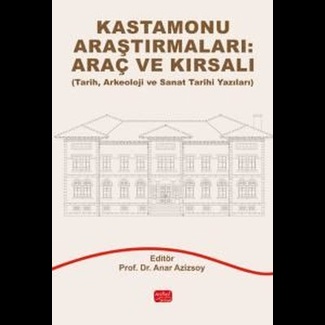 KASTAMONU
ARAŞTIRMALARI:
ARAÇ VE KIRSALI
(Tarih, Arkeoloji ve Sanat Tarihi Yazıları)
Editör
Prof. Dr. Anar Azizsoy